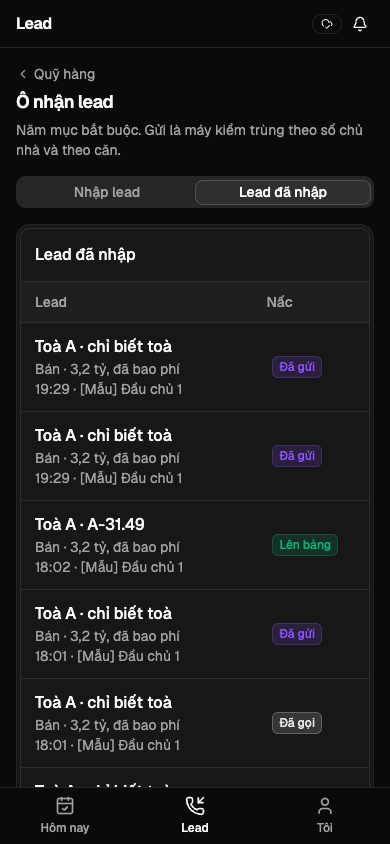 Lead
Quỹ hàng
Ô nhận lead
Năm mục bắt buộc. Gửi là máy kiểm trùng theo số chủ
nhà và theo căn.
Nhập lead
Lead đã nhập
Lead đã nhập
Lead
Nấc
Toà A · chỉ biết toà
Bán · 3,2 tỷ, đã bao phí
19:29 · [Mẫu] Đầu chủ 1
Đã gửi
Toà A · chỉ biết toà
Bán · 3,2 tỷ, đã bao phí
19:29 · [Mẫu] Đầu chủ 1
Đã gửi
Toà A · A-31.49
Bán · 3,2 tỷ, đã bao phí
18:02 · [Mẫu] Đầu chủ 1
Lên bảng
Toà A · chỉ biết toà
Bán · 3,2 tỷ, đã bao phí
18:01 · [Mẫu] Đầu chủ 1
Đã gửi
Toà A · chỉ biết toà
Bán · 3,2 tỷ, đã bao phí
18:01 · [Mẫu] Đầu chủ 1
Đã gọi
Hôm nay
Lead
Tôi